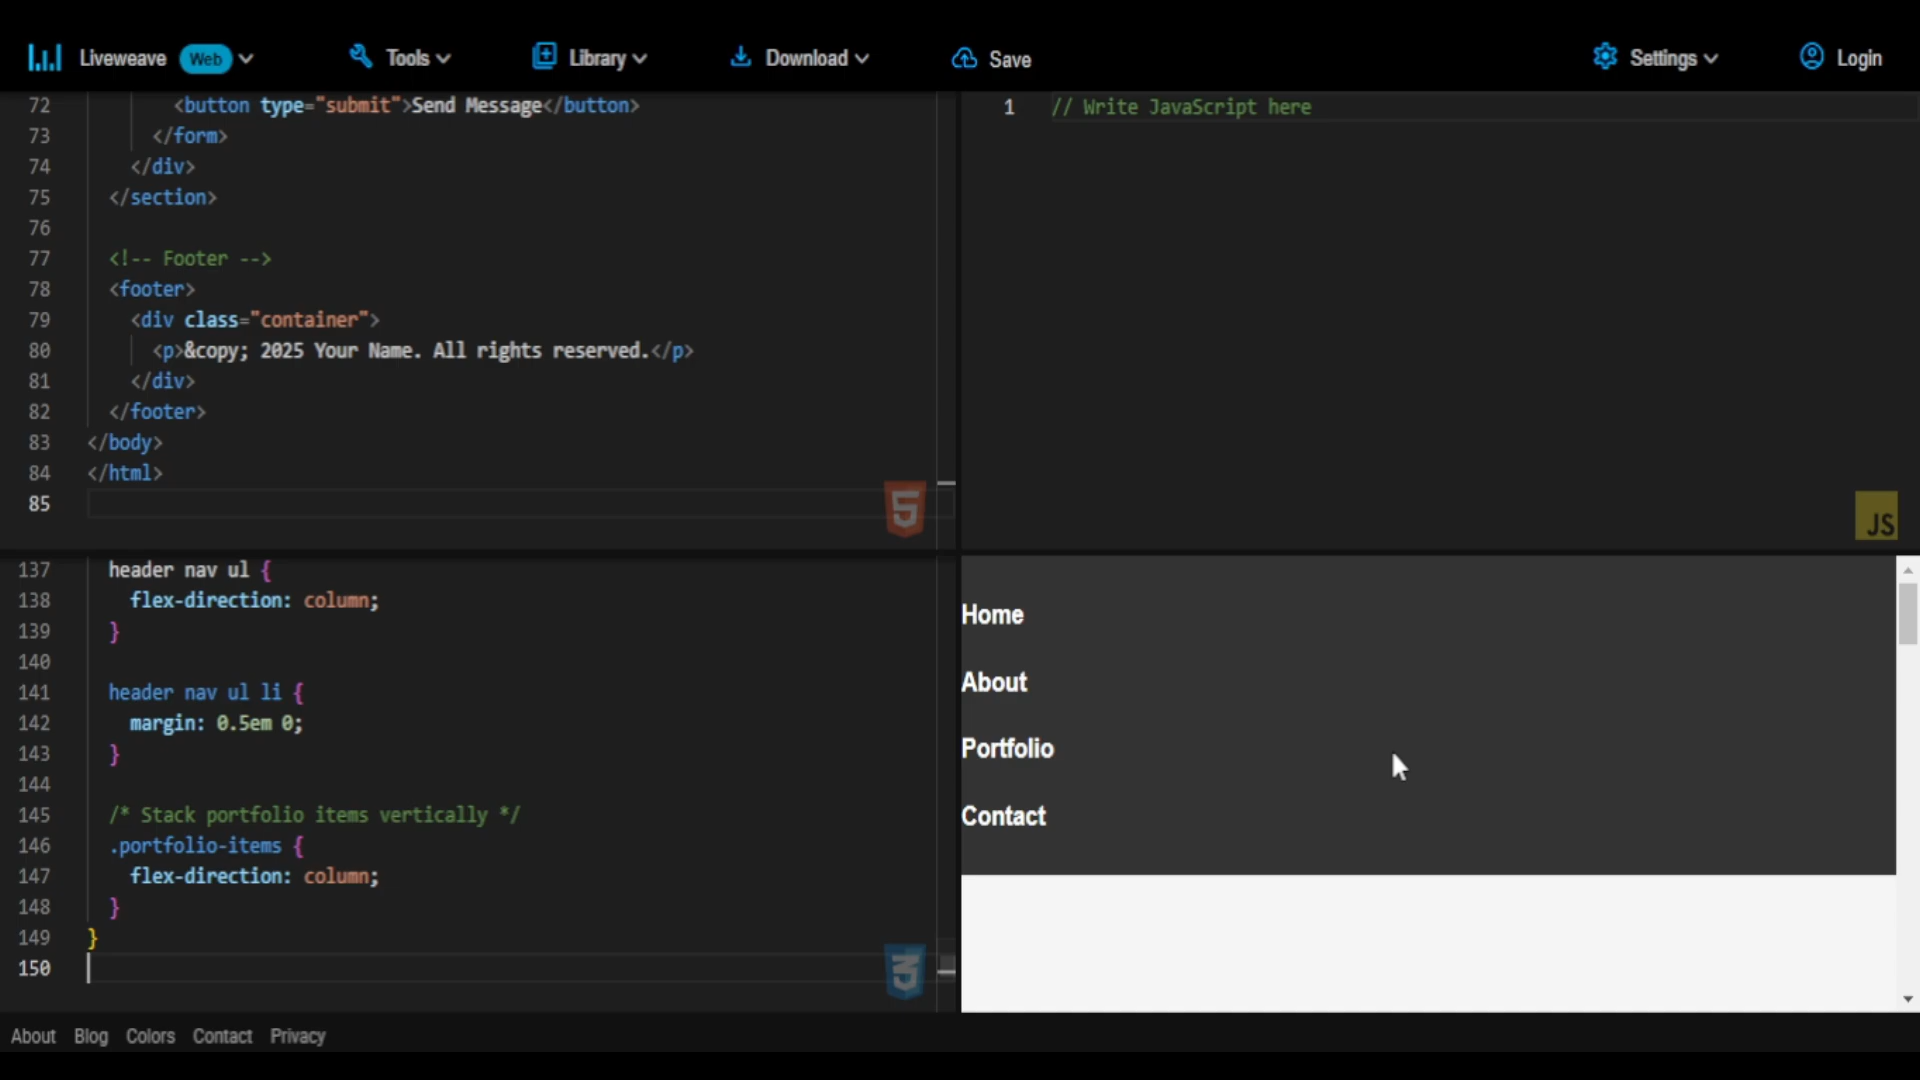 Liveweave Web Tools Library Download Save Settings Login
72 <button type="submit">Send Message</button>
73 </form>
74 </div>
75 </section>
76
77 <!-- Footer -->
78 <footer>
79 <div class="container">
80 <p>&copy; 2025 Your Name. All rights reserved.</p>
81 </div>
82 </footer>
83 </body>
84 </html>
85
5
1 // Write JavaScript here
JS
137 header nav ul {
138 flex-direction: column;
139 }
140
141 header nav ul li {
142 margin: 0.5em 0;
143 }
144
145 /* Stack portfolio items vertically */
146 .portfolio-items {
147 flex-direction: column;
148 }
149 }
150
3
Home
About
Portfolio
Contact
About Blog Colors Contact Privacy